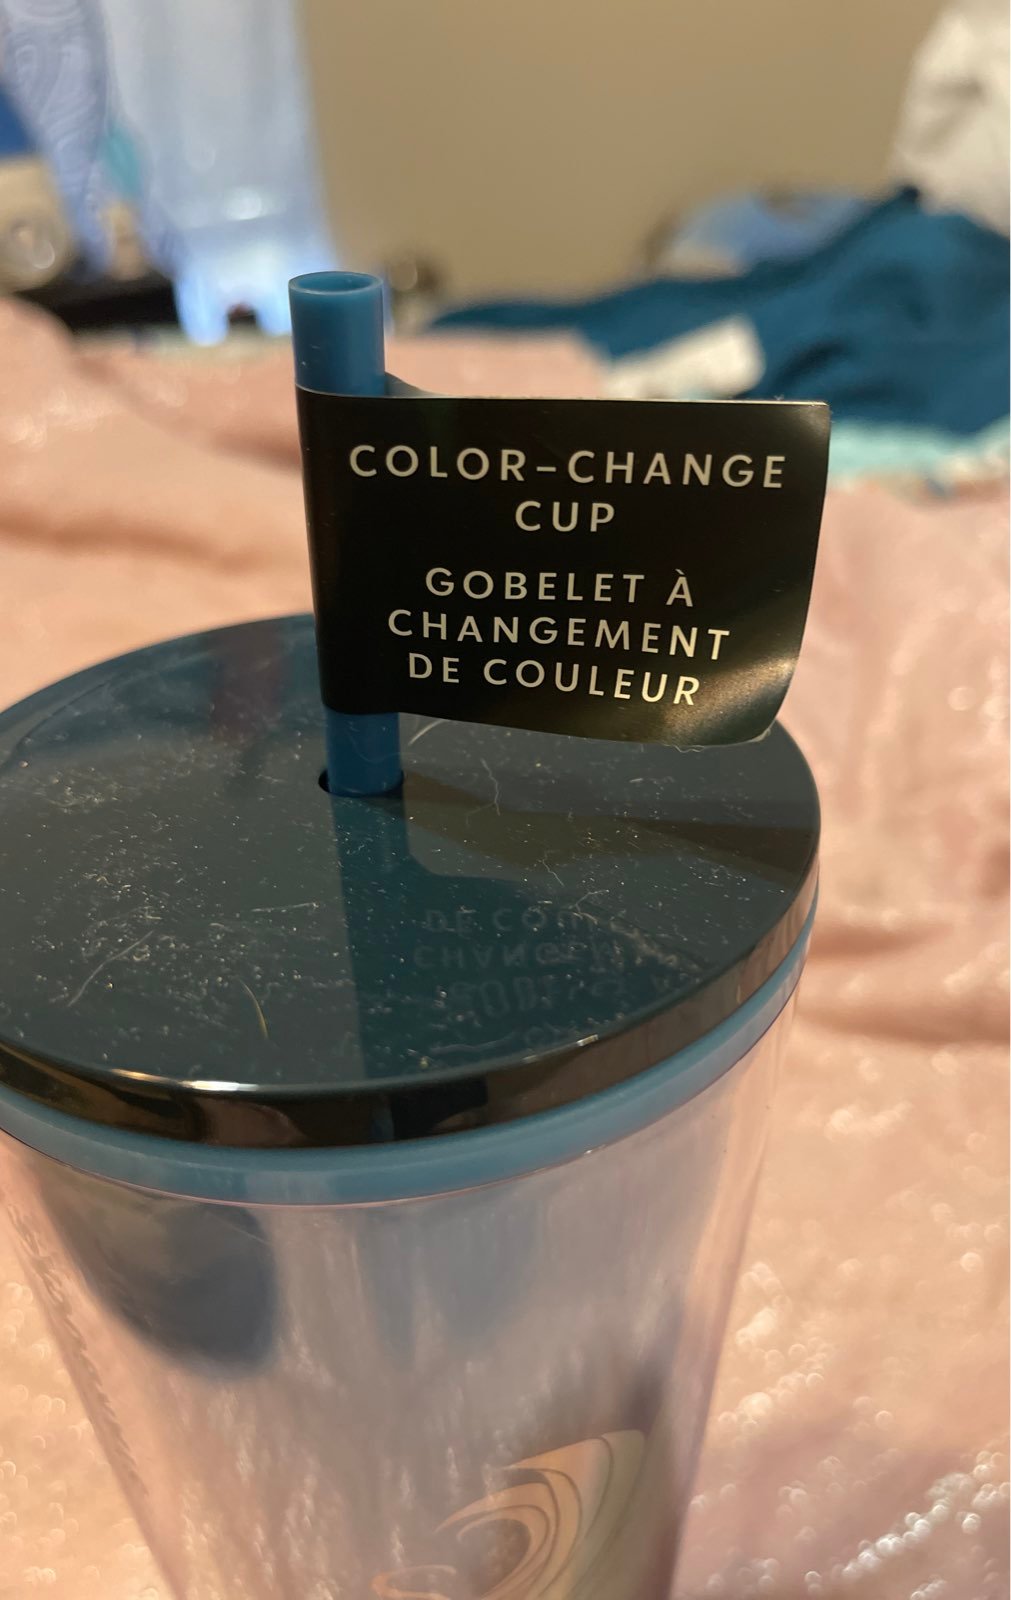 COLOR-CHANGE
CUP
GOBELET À
CHANGEMENT
DE COULEUR